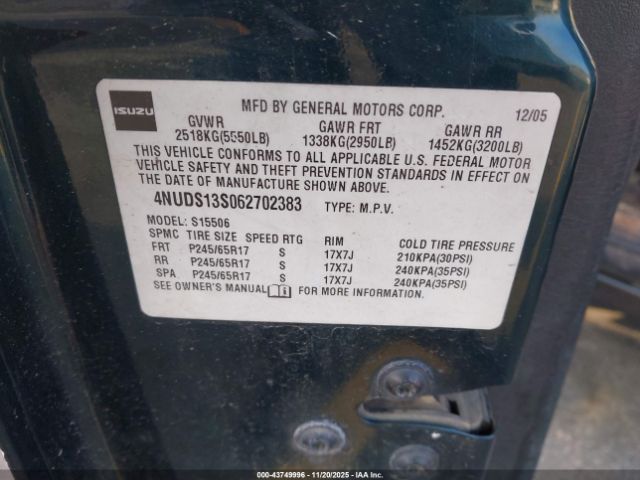 ISUZU
MFD BY GENERAL MOTORS CORP. 12/05
GVWR GAWR FRT GAWR RR
2518KG(5550LB) 1338KG(2950LB) 1452KG(3200LB)
THIS VEHICLE CONFORMS TO ALL APPLICABLE U.S. FEDERAL MOTOR
VEHICLE SAFETY AND THEFT PREVENTION STANDARDS IN EFFECT ON
THE DATE OF MANUFACTURE SHOWN ABOVE.
4NUDS13S062702383 TYPE: M.P.V.
MODEL: S15506
SPMC TIRE SIZE SPEED RTG RIM COLD TIRE PRESSURE
FRT P245/65R17 S 17X7J 210KPA(30PSI)
RR P245/65R17 S 17X7J 240KPA(35PSI)
SPA P245/65R17 S 17X7J 240KPA(35PSI)
SEE OWNER'S MANUAL FOR MORE INFORMATION.
000-43749996 11/20/2025 - IAAI.COM